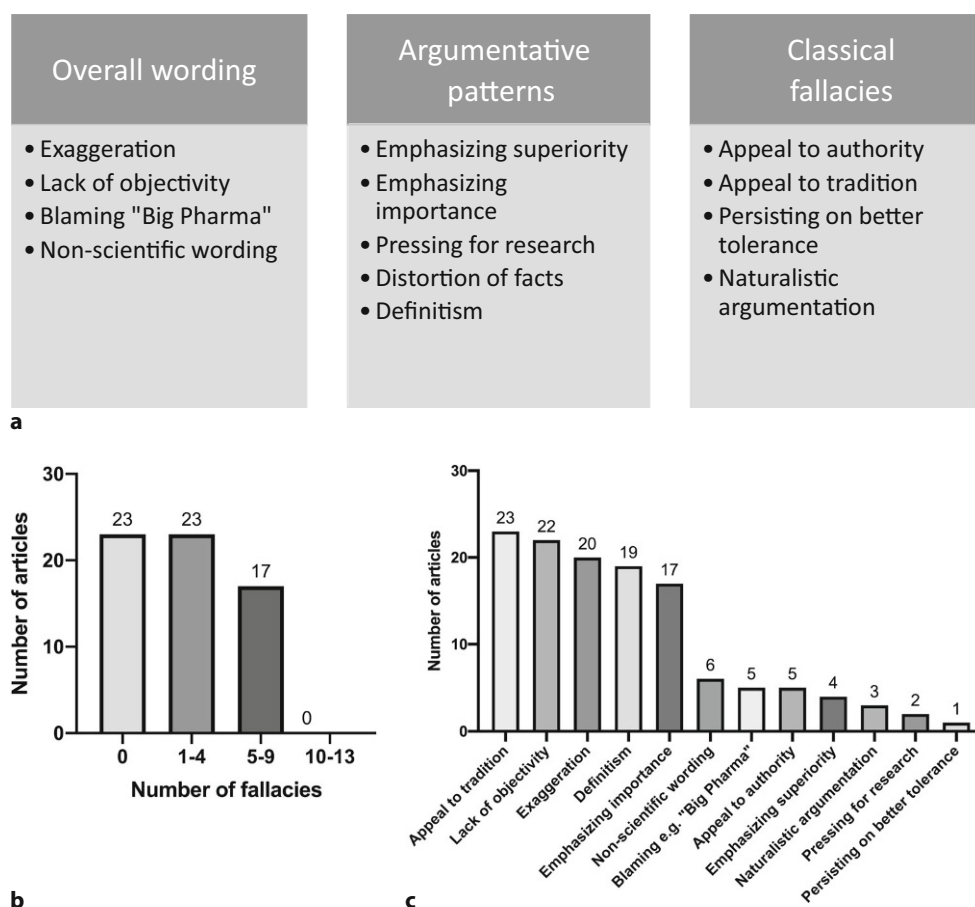 Overall wording
• Exaggeration
• Lack of objectivity
• Blaming "Big Pharma"
• Non-scientific wording
Argumentative
patterns
• Emphasizing superiority
• Emphasizing
importance
• Pressing for research
• Distortion of facts
• Definitism
Classical
fallacies
• Appeal to authority
• Appeal to tradition
• Persisting on better
tolerance
• Naturalistic
argumentation
a
30
20
10
0
Number of articles
23
23
17
0
0
1-4
5-9
10-13
Number of fallacies
b
30
20
10
0
Number of articles
23
22
20
19
17
6
5
5
4
3
2
1
Appeal to tradition
Lack of objectivity
Exaggeration
Definitism
Emphasizing importance
Non-scientific wording
Blaming e.g. "Big Pharma"
Appeal to authority
Emphasizing superiority
Naturalistic argumentation
Pressing for research
Persisting on better tolerance
c